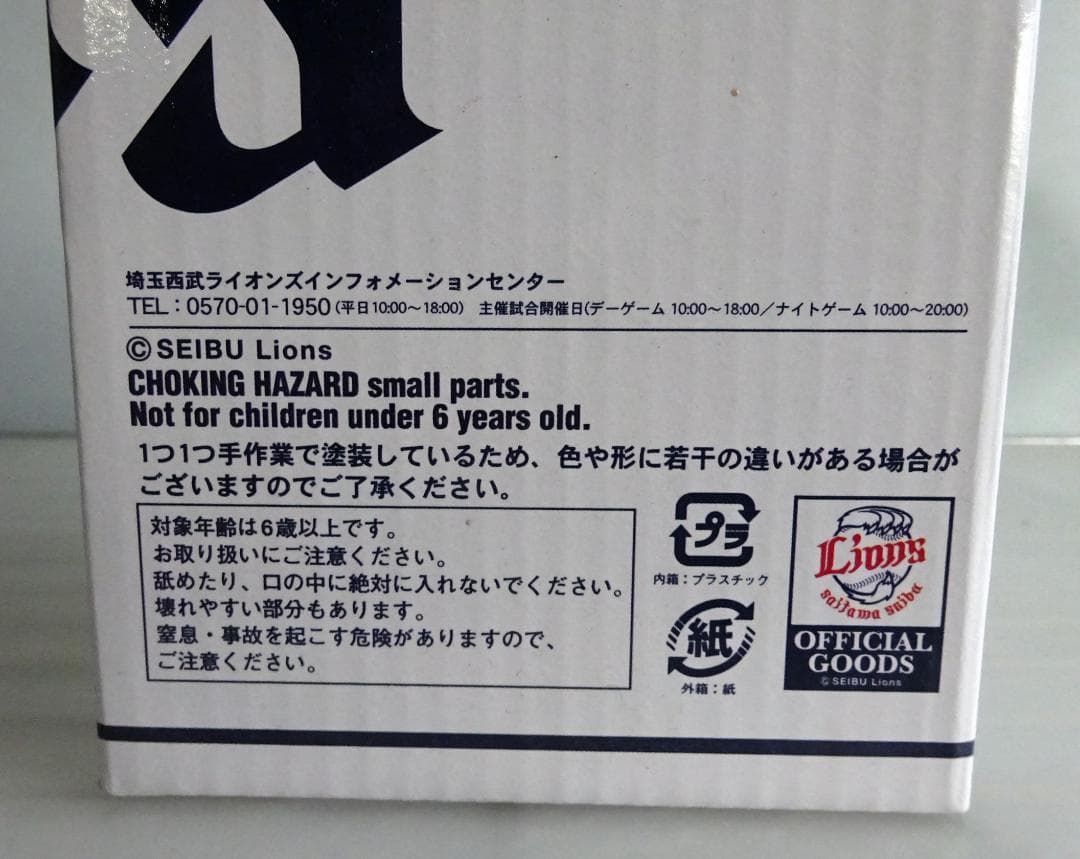 埼玉西武ライオンズインフォメーションセンター
TEL：0570-01-1950（平日10:00～18:00） 主催試合開催日（デーゲーム 10:00～18:00／ナイトゲーム 10:00～20:00）
©SEIBU Lions
CHOKING HAZARD small parts.
Not for children under 6 years old.
1つ1つ手作業で塗装しているため、色や形に若干の違いがある場合が
ございますのでご了承ください。
対象年齢は6歳以上です。
お取り扱いにご注意ください。
舐めたり、口の中に絶対に入れないでください。
壊れやすい部分もあります。
窒息・事故を起こす危険がありますので、
ご注意ください。
プラ
内箱：プラスチック
紙
外箱：紙
Lions
saitama seibu
OFFICIAL
GOODS
©SEIBU Lions